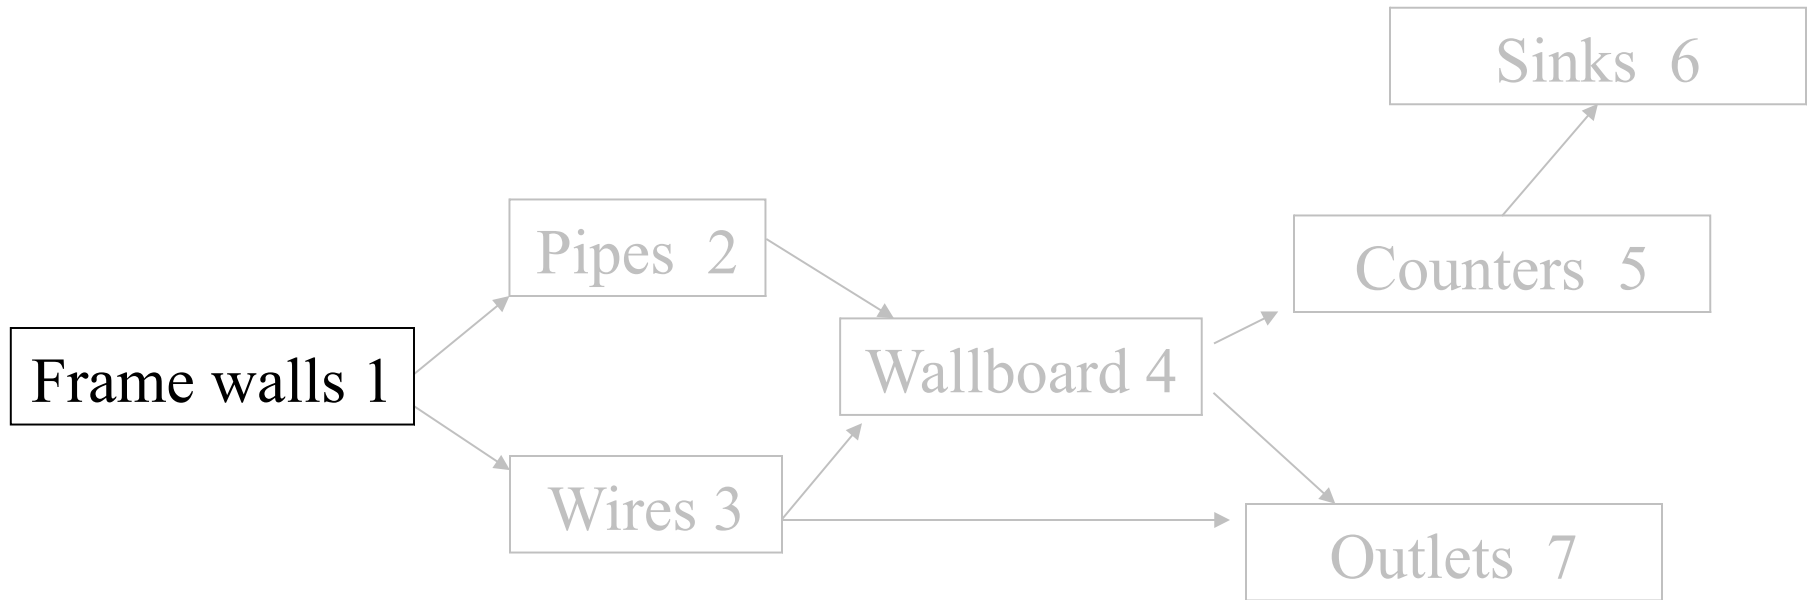 Sinks 6
Pipes 2
Counters 5
Frame walls 1
Wallboard 4
Wires 3
Outlets 7